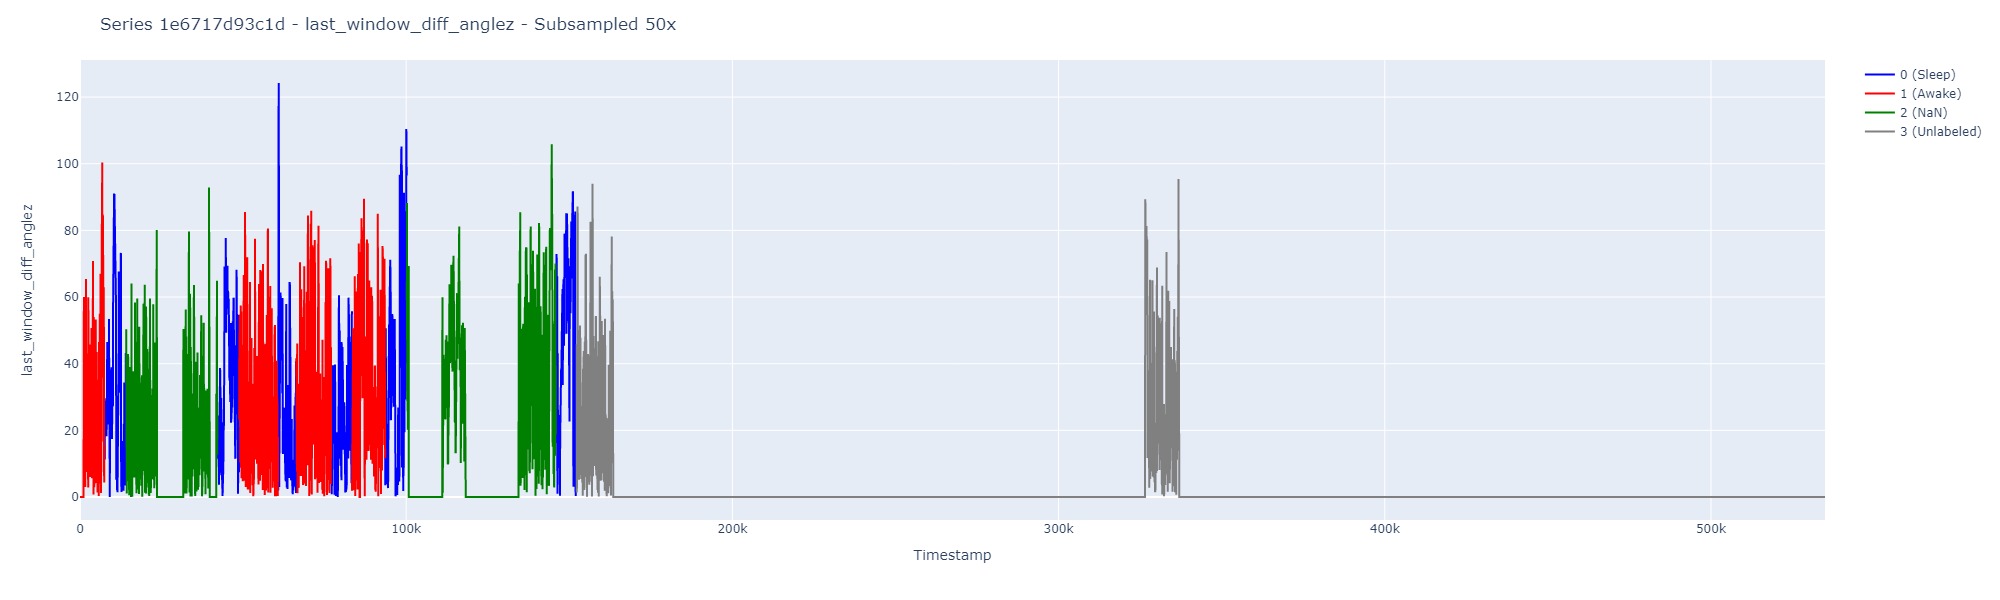 Series 1e6717d93c1d - last_window_diff_anglez - Subsampled 50x
0 (Sleep)
1 (Awake)
2 (NaN)
3 (Unlabeled)
last_window_diff_anglez
120
100
80
60
40
20
0
0 100k 200k 300k 400k 500k
Timestamp